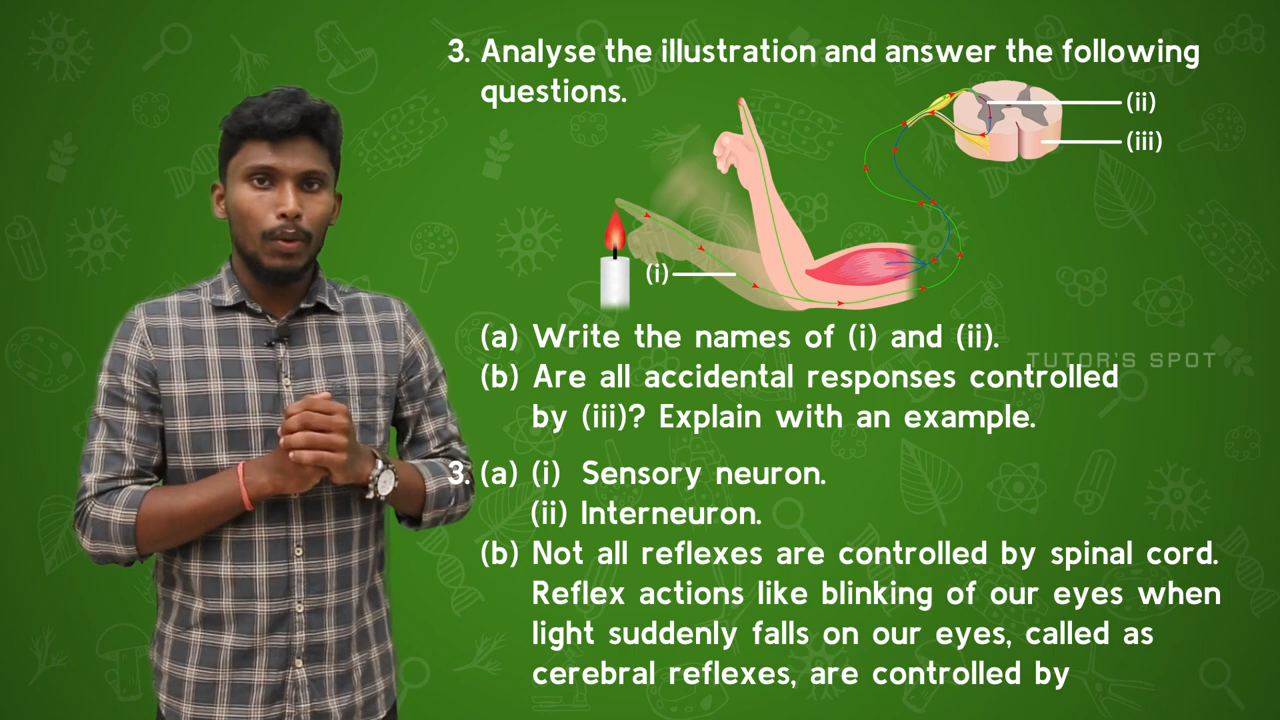 3. Analyse the illustration and answer the following
questions.
(ii)
(iii)
(i)
(a) Write the names of (i) and (ii).
TUTOR'S SPOT
(b) Are all accidental responses controlled
by (iii)? Explain with an example.
3. (a) (i) Sensory neuron.
(ii) Interneuron.
(b) Not all reflexes are controlled by spinal cord.
Reflex actions like blinking of our eyes when
light suddenly falls on our eyes, called as
cerebral reflexes, are controlled by